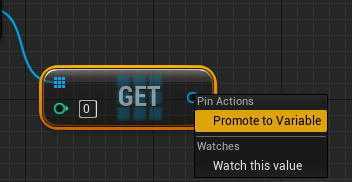 0
GET
Pin Actions
Promote to Variable
Watches
Watch this value